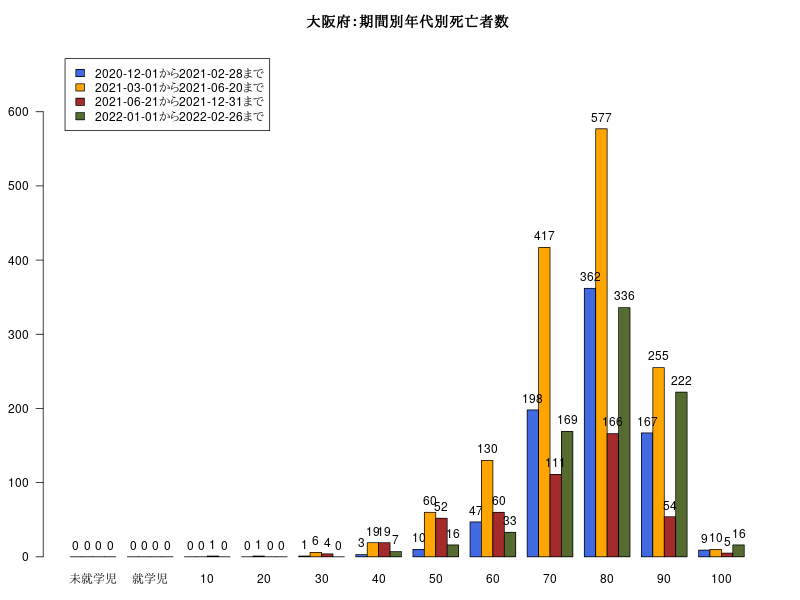 大阪府:期間別年代別死亡者数
2020-12-01から2021-02-28まで
2021-03-01から2021-06-20まで
2021-06-21から2021-12-31まで
2022-01-01から2022-02-26まで
600
500
400
300
200
100
0
0 0 0 0
0 0 0 0
0 0 1 0
0 1 0 0
1 6 4 0
3 19 19 7
10 60 52 16
47 130 60 33
198 417 111 169
362 577 166 336
167 255 54 222
9 10 5 16
未就学児 就学児 10 20 30 40 50 60 70 80 90 100